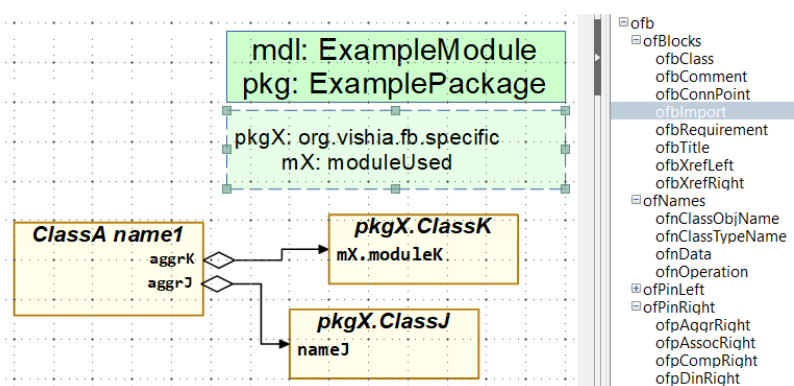 mdl: ExampleModule
pkg: ExamplePackage
pkgX: org.vishia.fb.specific
mX: moduleUsed
ClassA name1
aggrK
aggrJ
pkgX.ClassK
mX.moduleK
pkgX.ClassJ
nameJ
ofb
ofBlocks
ofbClass
ofbComment
ofbConnPoint
ofbImport
ofbRequirement
ofbTitle
ofbXrefLeft
ofbXrefRight
ofNames
ofnClassObjName
ofnClassTypeName
ofnData
ofnOperation
ofPinLeft
ofPinRight
ofpAggrRight
ofpAssocRight
ofpCompRight
ofpDinRight